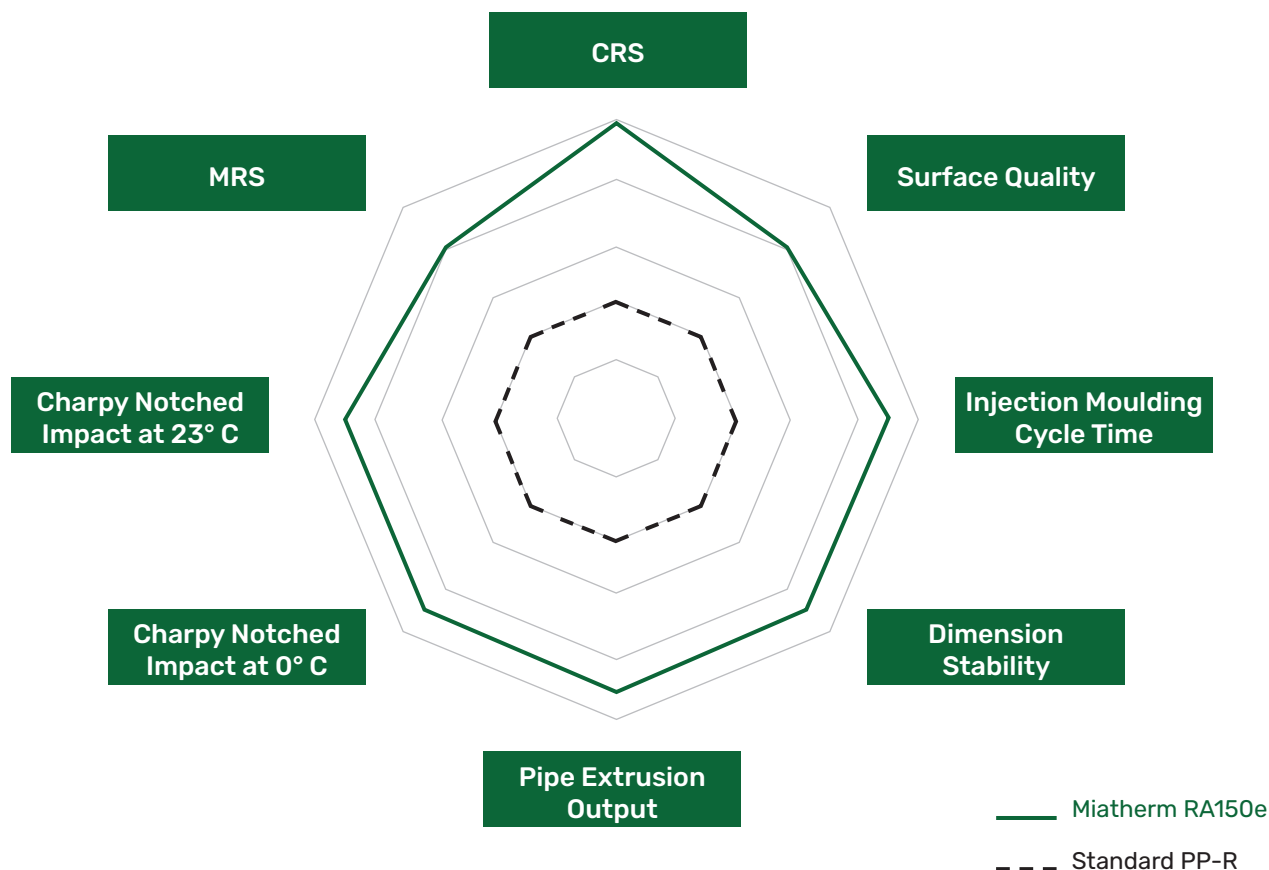 CRS
MRS
Surface Quality
Charpy Notched
Impact at 23° C
Injection Moulding
Cycle Time
Charpy Notched
Impact at 0° C
Dimension
Stability
Pipe Extrusion
Output
Miatherm RA150e
Standard PP-R